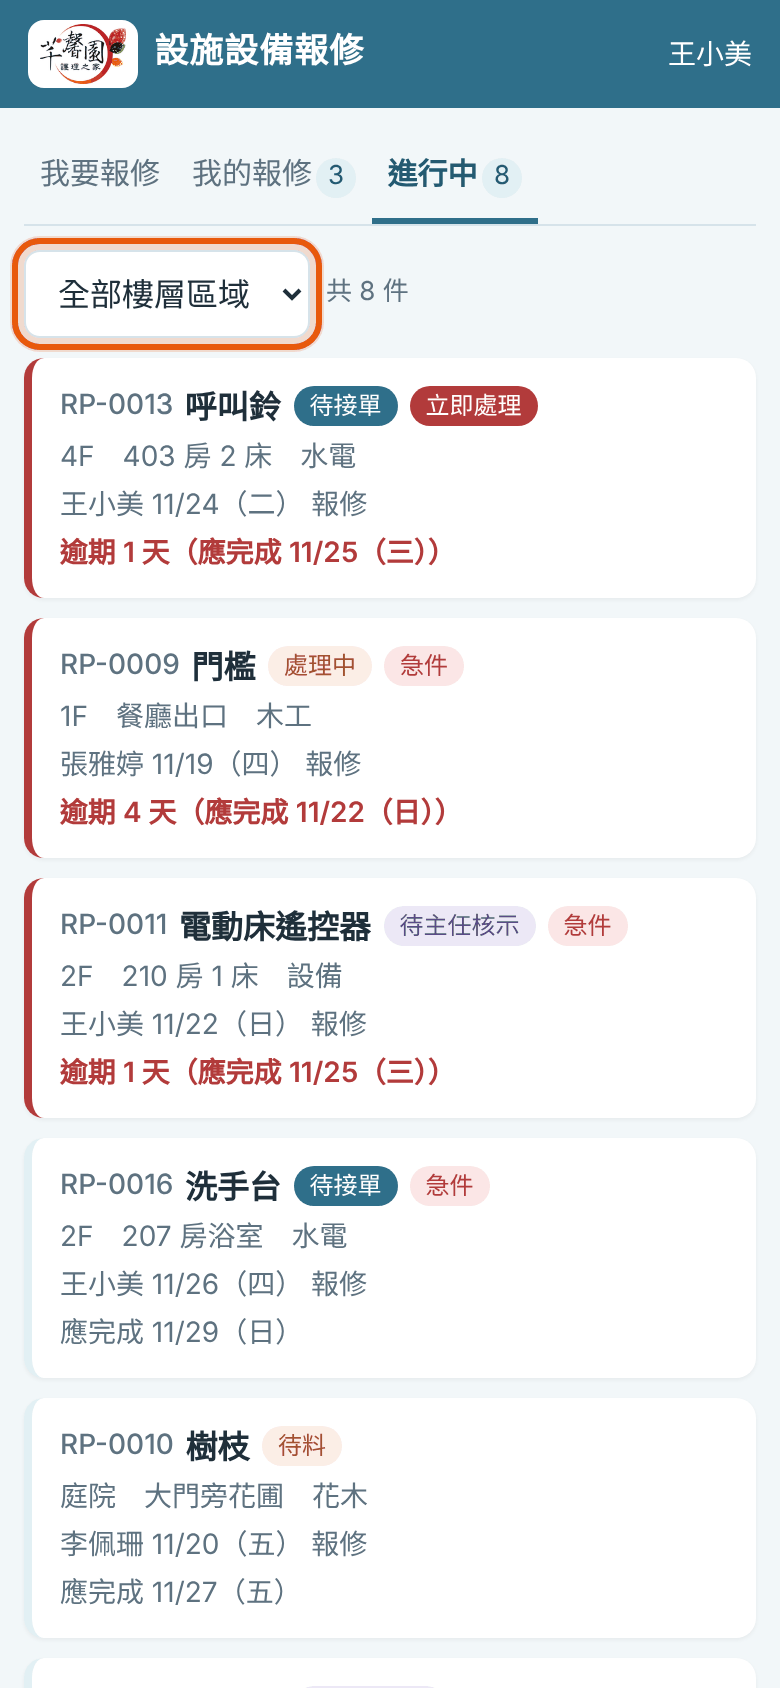 芊馨園
護理之家
設施設備報修
王小美
我要報修 我的報修 3 進行中 8
全部樓層區域 共 8 件
RP-0013 呼叫鈴 待接單 立即處理
4F 403 房 2 床 水電
王小美 11/24（二） 報修
逾期 1 天（應完成 11/25（三））
RP-0009 門檻 處理中 急件
1F 餐廳出口 木工
張雅婷 11/19（四） 報修
逾期 4 天（應完成 11/22（日））
RP-0011 電動床遙控器 待主任核示 急件
2F 210 房 1 床 設備
王小美 11/22（日） 報修
逾期 1 天（應完成 11/25（三））
RP-0016 洗手台 待接單 急件
2F 207 房浴室 水電
王小美 11/26（四） 報修
應完成 11/29（日）
RP-0010 樹枝 待料
庭院 大門旁花圃 花木
李佩珊 11/20（五） 報修
應完成 11/27（五）